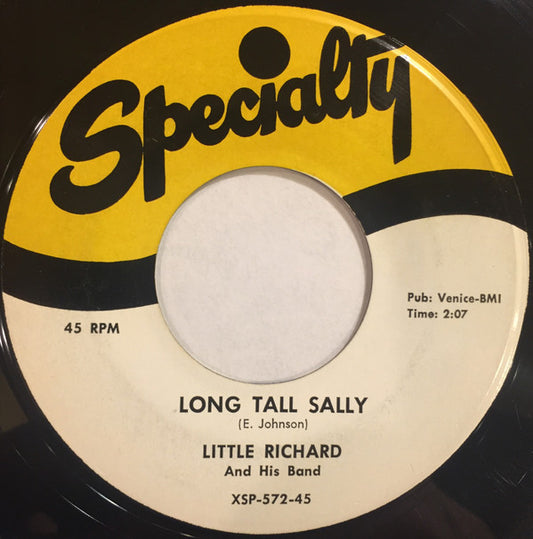 Specialty
Pub: Venice-BMI
Time: 2:07
45 RPM
LONG TALL SALLY
(E. Johnson)
LITTLE RICHARD
And His Band
XSP-572-45